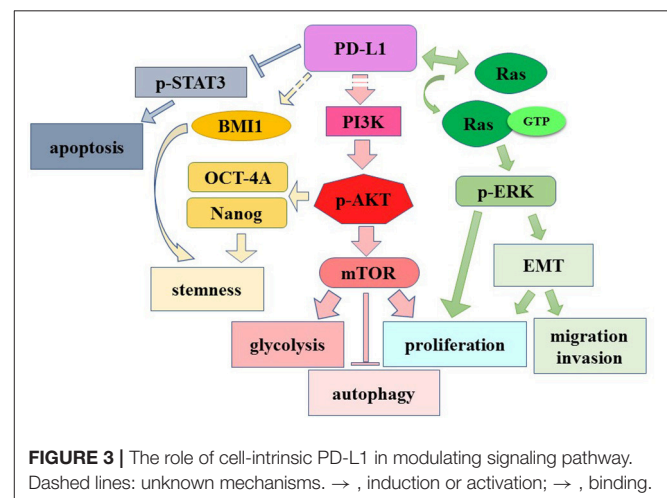 PD-L1
p-STAT3
Ras
BMI1
PI3K
Ras
GTP
apoptosis
OCT-4A
p-AKT
p-ERK
Nanog
EMT
mTOR
stemness
glycolysis
proliferation
migration
invasion
autophagy
FIGURE 3 | The role of cell-intrinsic PD-L1 in modulating signaling pathway.
Dashed lines: unknown mechanisms. → , induction or activation; → , binding.